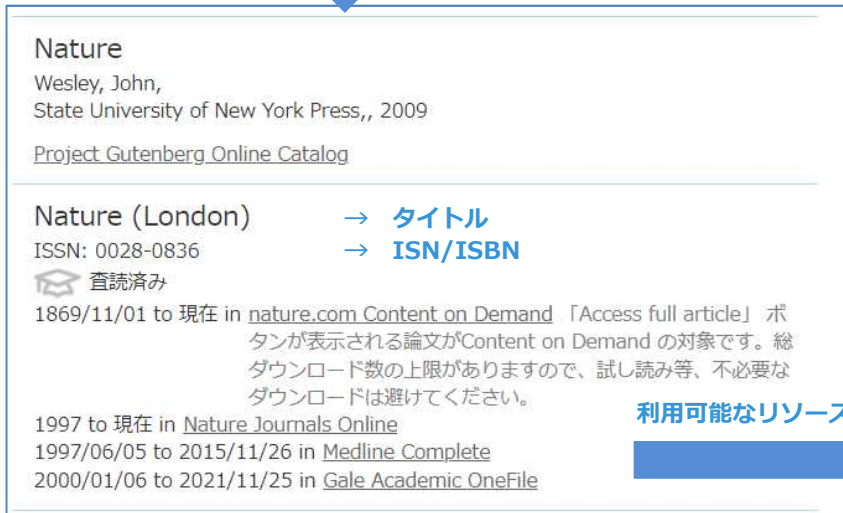 Nature
Wesley, John,
State University of New York Press,, 2009
Project Gutenberg Online Catalog
Nature (London) → タイトル
ISSN: 0028-0836 → ISN/ISBN
査読済み
1869/11/01 to 現在 in nature.com Content on Demand 「Access full article」 ボ
タンが表示される論文がContent on Demand の対象です。総
ダウンロード数の上限がありますので、試し読み等、不必要な
ダウンロードは避けてください。
1997 to 現在 in Nature Journals Online
利用可能なリソース
1997/06/05 to 2015/11/26 in Medline Complete
2000/01/06 to 2021/11/25 in Gale Academic OneFile